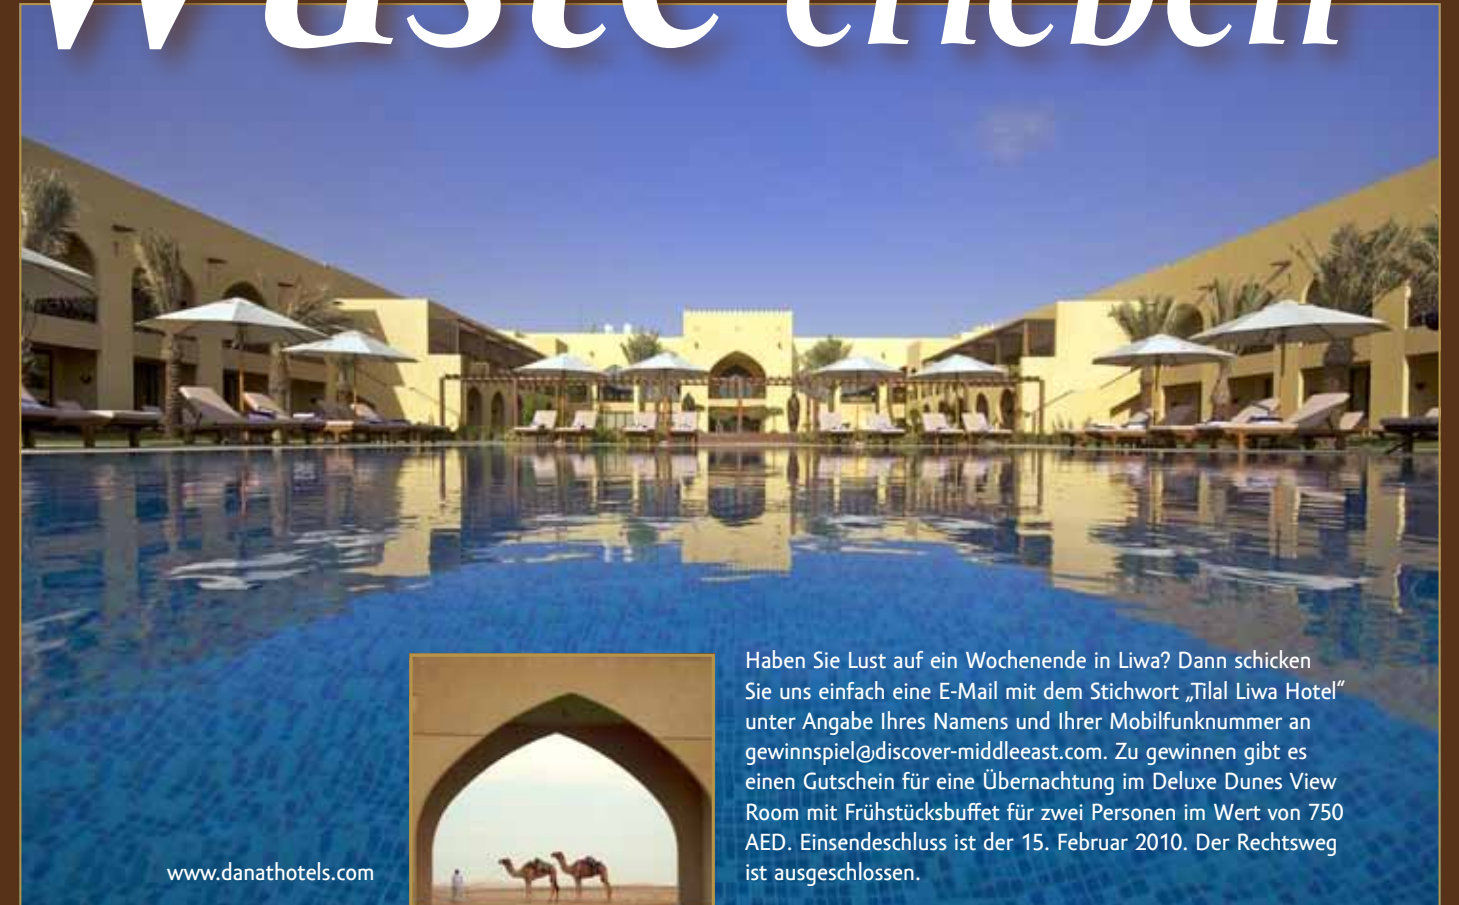 Wüste erleben
Haben Sie Lust auf ein Wochenende in Liwa? Dann schicken
Sie uns einfach eine E-Mail mit dem Stichwort „Tilal Liwa Hotel“
unter Angabe Ihres Namens und Ihrer Mobilfunknummer an
gewinnspiel@discover-middleeast.com. Zu gewinnen gibt es
einen Gutschein für eine Übernachtung im Deluxe Dunes View
Room mit Frühstücksbuffet für zwei Personen im Wert von 750
AED. Einsendeschluss ist der 15. Februar 2010. Der Rechtsweg
ist ausgeschlossen.
www.danathotels.com